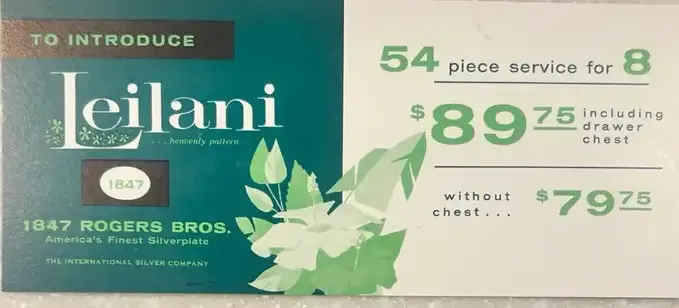 TO INTRODUCE
Leilani
...heavenly pattern
1847
1847 ROGERS BROS.
America's Finest Silverplate
THE INTERNATIONAL SILVER COMPANY
54 piece service for 8
$89 75 including drawer chest
without chest... $79 75